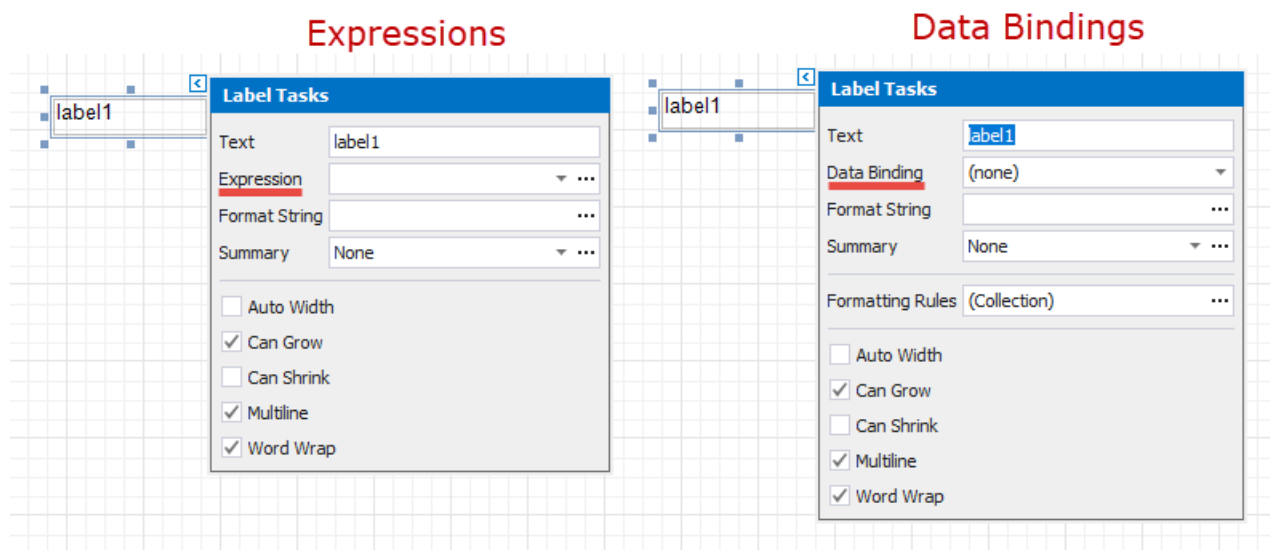 Expressions
label1
Label Tasks
Text label1
Expression
Format String
Summary None
Auto Width
Can Grow
Can Shrink
Multiline
Word Wrap
Data Bindings
label1
Label Tasks
Text label1
Data Binding (none)
Format String
Summary None
Formatting Rules (Collection)
Auto Width
Can Grow
Can Shrink
Multiline
Word Wrap